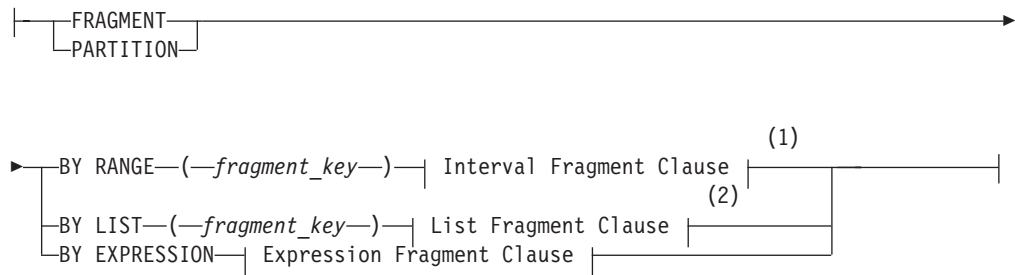 FRAGMENT
PARTITION
(1)
BY RANGE ( fragment_key ) Interval Fragment Clause
(2)
BY LIST ( fragment_key ) List Fragment Clause
BY EXPRESSION Expression Fragment Clause